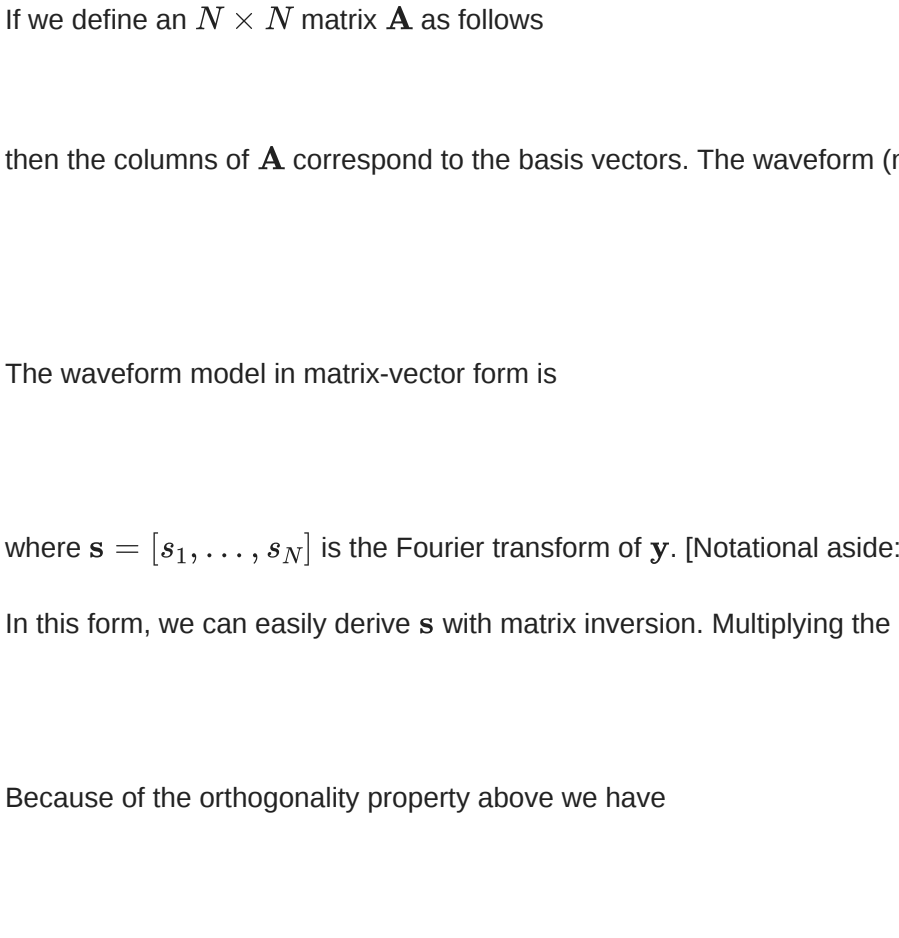 If we define an N × N matrix A as follows
then the columns of A correspond to the basis vectors. The waveform (
The waveform model in matrix-vector form is
where s = [s₁, . . . , s_N] is the Fourier transform of y. [Notational aside:
In this form, we can easily derive s with matrix inversion. Multiplying the
Because of the orthogonality property above we have